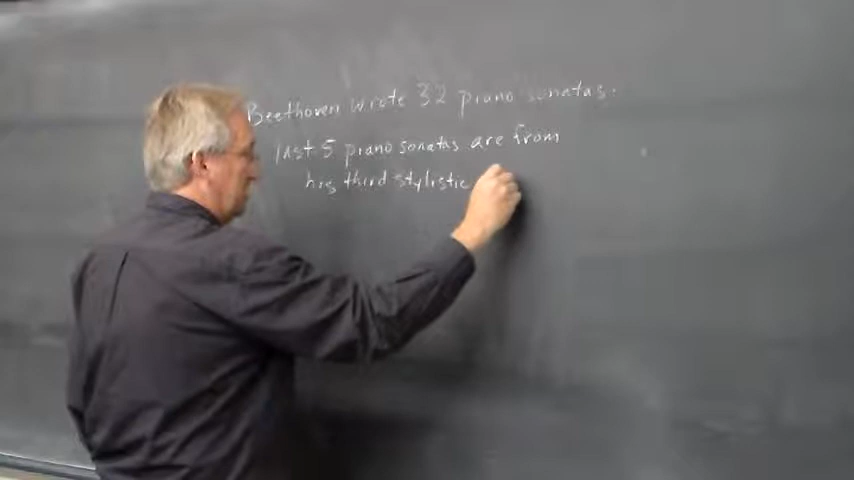 Beethoven wrote 32 piano sonatas.
last 5 piano sonatas are from
his third stylistic